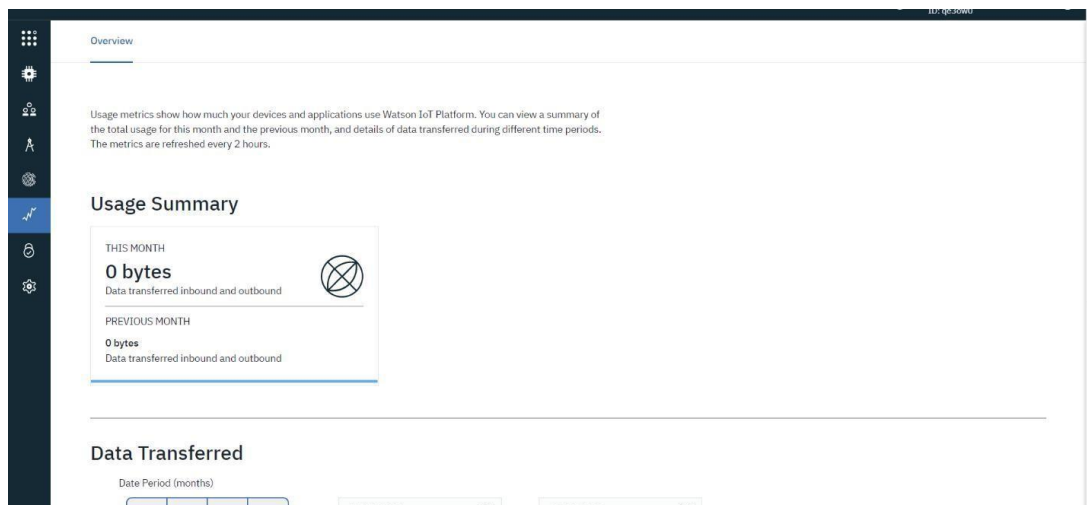 Overview
Usage metrics show how much your devices and applications use Watson IoT Platform. You can view a summary of
the total usage for this month and the previous month, and details of data transferred during different time periods.
The metrics are refreshed every 2 hours.
Usage Summary
THIS MONTH
0 bytes
Data transferred inbound and outbound
PREVIOUS MONTH
0 bytes
Data transferred inbound and outbound
Data Transferred
Date Period (months)